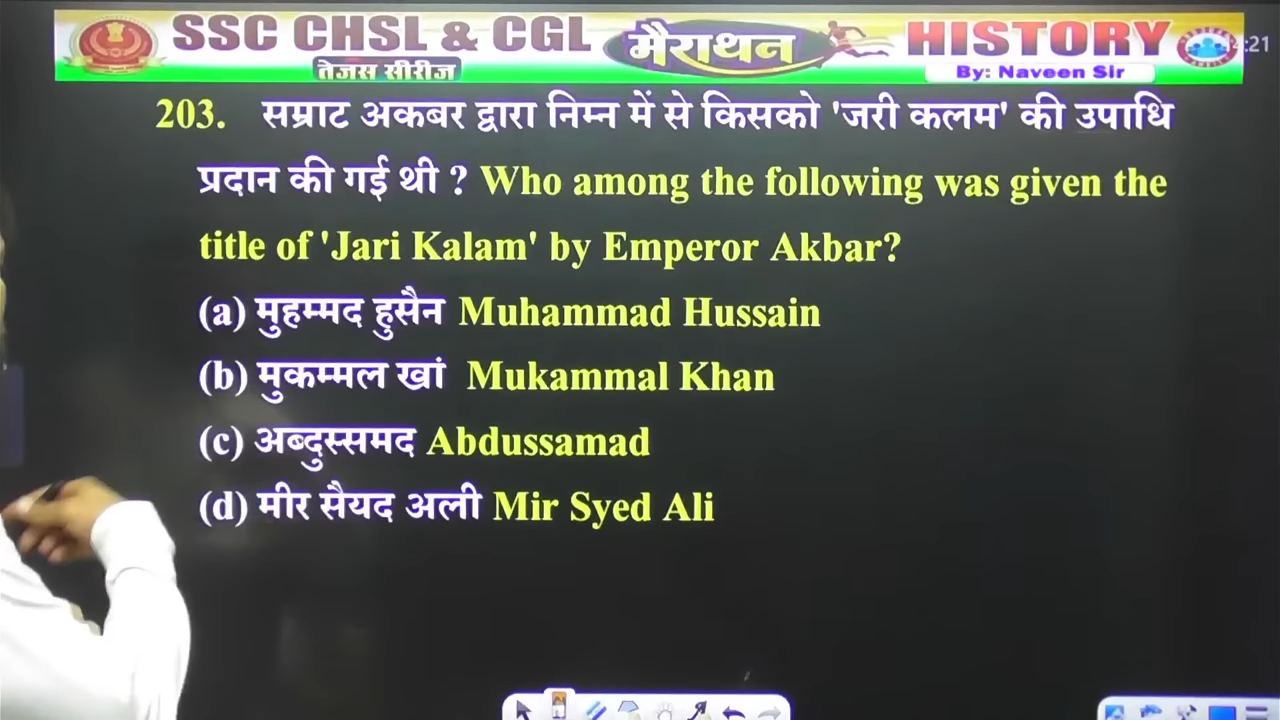 SSC CHSL & CGL मैराथन HISTORY
तेजस सीरीज By: Naveen Sir
203. सम्राट अकबर द्वारा निम्न में से किसको 'जरी कलम' की उपाधि
प्रदान की गई थी ? Who among the following was given the
title of 'Jari Kalam' by Emperor Akbar?
(a) मुहम्मद हुसैन Muhammad Hussain
(b) मुकम्मल खां Mukammal Khan
(c) अब्दुस्समद Abdussamad
(d) मीर सैयद अली Mir Syed Ali